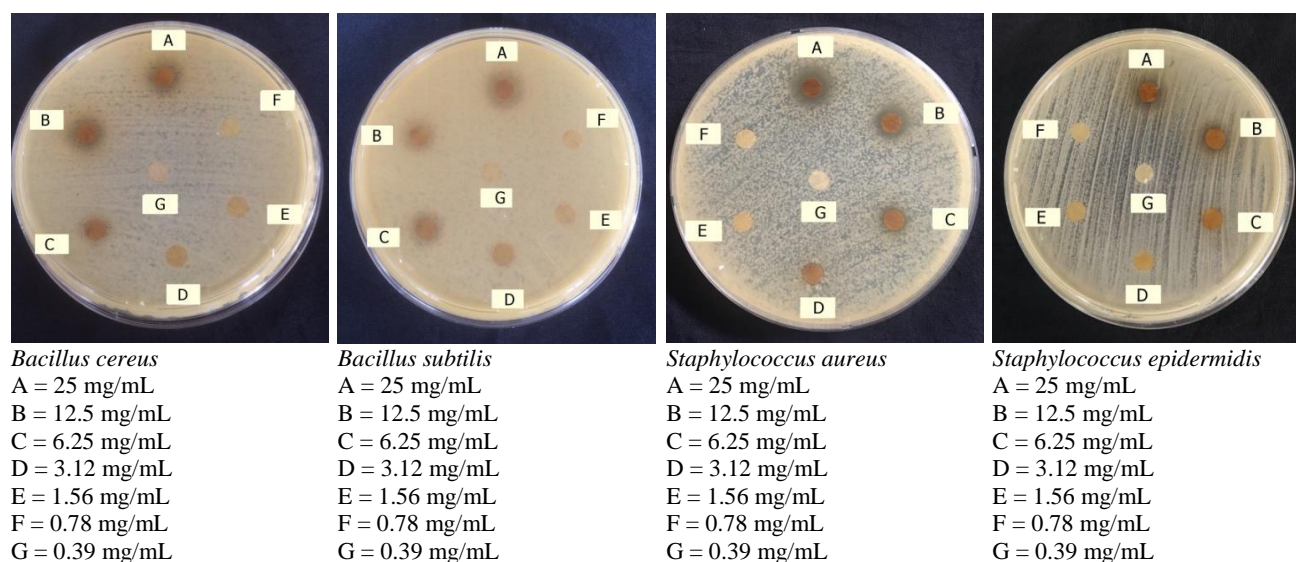 A
B
F
G
E
C
D
A
B
F
G
E
C
D
A
B
F
G
E
C
D
A
F
B
G
E
C
D
Bacillus cereus
A = 25 mg/mL
B = 12.5 mg/mL
C = 6.25 mg/mL
D = 3.12 mg/mL
E = 1.56 mg/mL
F = 0.78 mg/mL
G = 0.39 mg/mL
Bacillus subtilis
A = 25 mg/mL
B = 12.5 mg/mL
C = 6.25 mg/mL
D = 3.12 mg/mL
E = 1.56 mg/mL
F = 0.78 mg/mL
G = 0.39 mg/mL
Staphylococcus aureus
A = 25 mg/mL
B = 12.5 mg/mL
C = 6.25 mg/mL
D = 3.12 mg/mL
E = 1.56 mg/mL
F = 0.78 mg/mL
G = 0.39 mg/mL
Staphylococcus epidermidis
A = 25 mg/mL
B = 12.5 mg/mL
C = 6.25 mg/mL
D = 3.12 mg/mL
E = 1.56 mg/mL
F = 0.78 mg/mL
G = 0.39 mg/mL